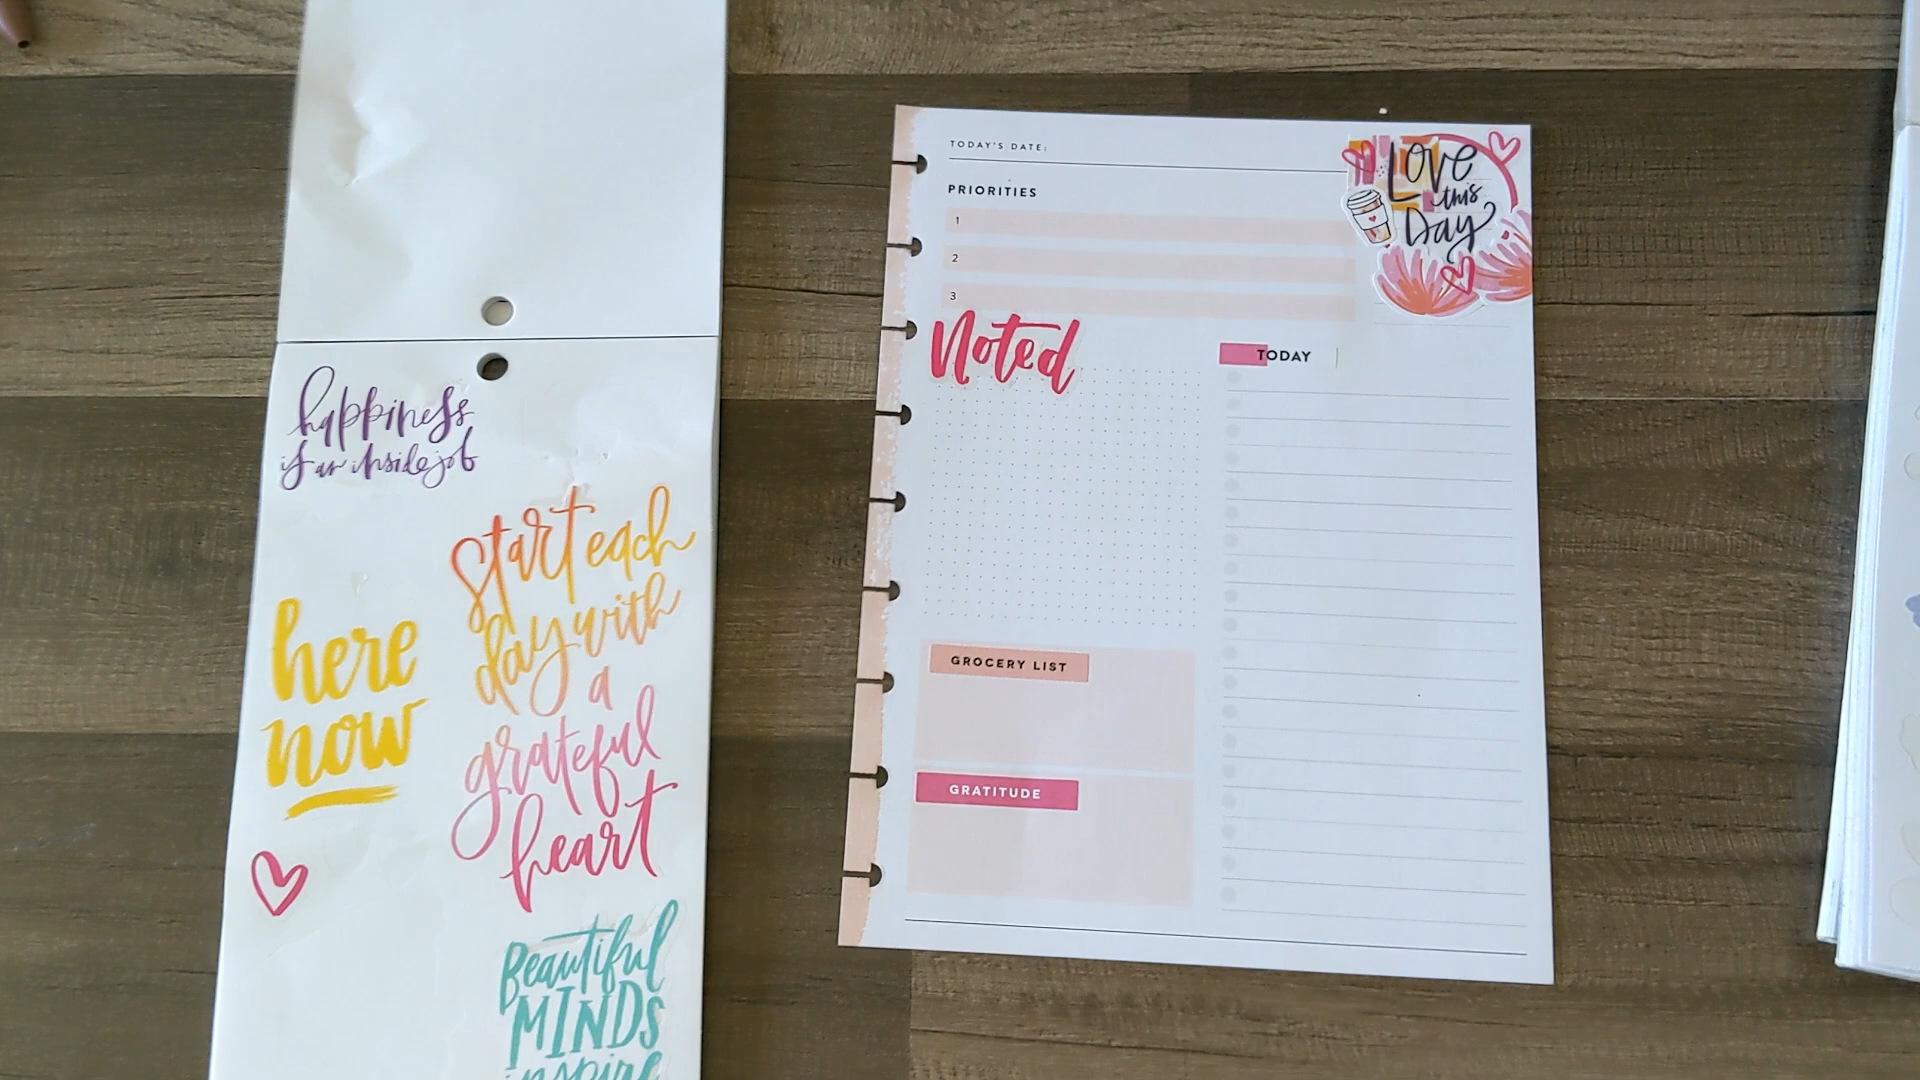 happiness
is an inside job
start each
day with
a
grateful
heart
here
now
Beautiful
MINDS
inspire
TODAY'S DATE:
PRIORITIES
1
2
3
LOVE
this
Day
Noted
TODAY
GROCERY LIST
GRATITUDE